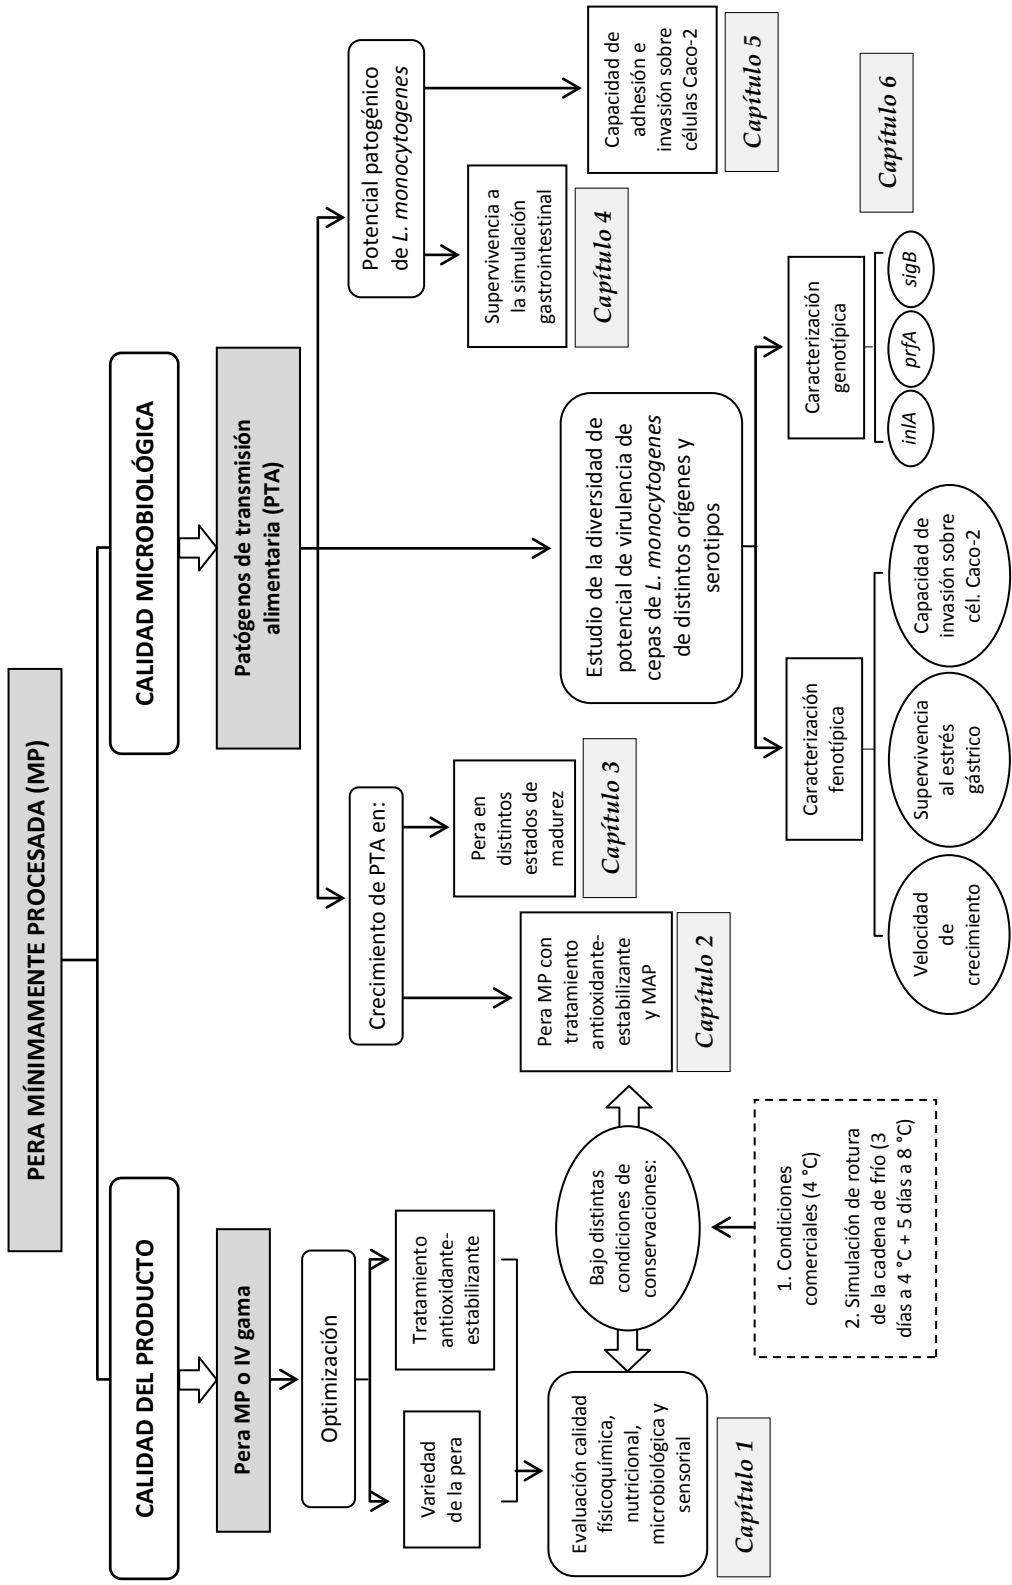 PERA MÍNIMAMENTE PROCESADA (MP)
CALIDAD DEL PRODUCTO
Pera MP o IV gama
Optimización
Variedad
de la pera
Tratamiento
antioxidante-
estabilizante
Evaluación calidad
físicoquímica,
nutricional,
microbiológica y
sensorial
Capítulo 1
Bajo distintas
condiciones de
conservaciones:
1. Condiciones
comerciales (4 °C)
2. Simulación de rotura
de la cadena de frío (3
días a 4 °C + 5 días a 8 °C)
CALIDAD MICROBIOLÓGICA
Patógenos de transmisión
alimentaria (PTA)
Crecimiento de PTA en:
Pera MP con
tratamiento
antioxidante-
estabilizante
y MAP
Capítulo 2
Pera en
distintos
estados de
madurez
Capítulo 3
Potencial patogénico
de L. monocytogenes
Supervivencia a
la simulación
gastrointestinal
Capítulo 4
Capacidad de
adhesión e
invasión sobre
células Caco-2
Capítulo 5
Estudio de la diversidad de
potencial de virulencia de
cepas de L. monocytogenes
de distintos orígenes y
serotipos
Caracterización
fenotípica
Velocidad
de
crecimiento
Supervivencia
al estrés
gástrico
Capacidad de
invasión sobre
cél. Caco-2
Caracterización
genotípica
inlA
prfA
sigB
Capítulo 6